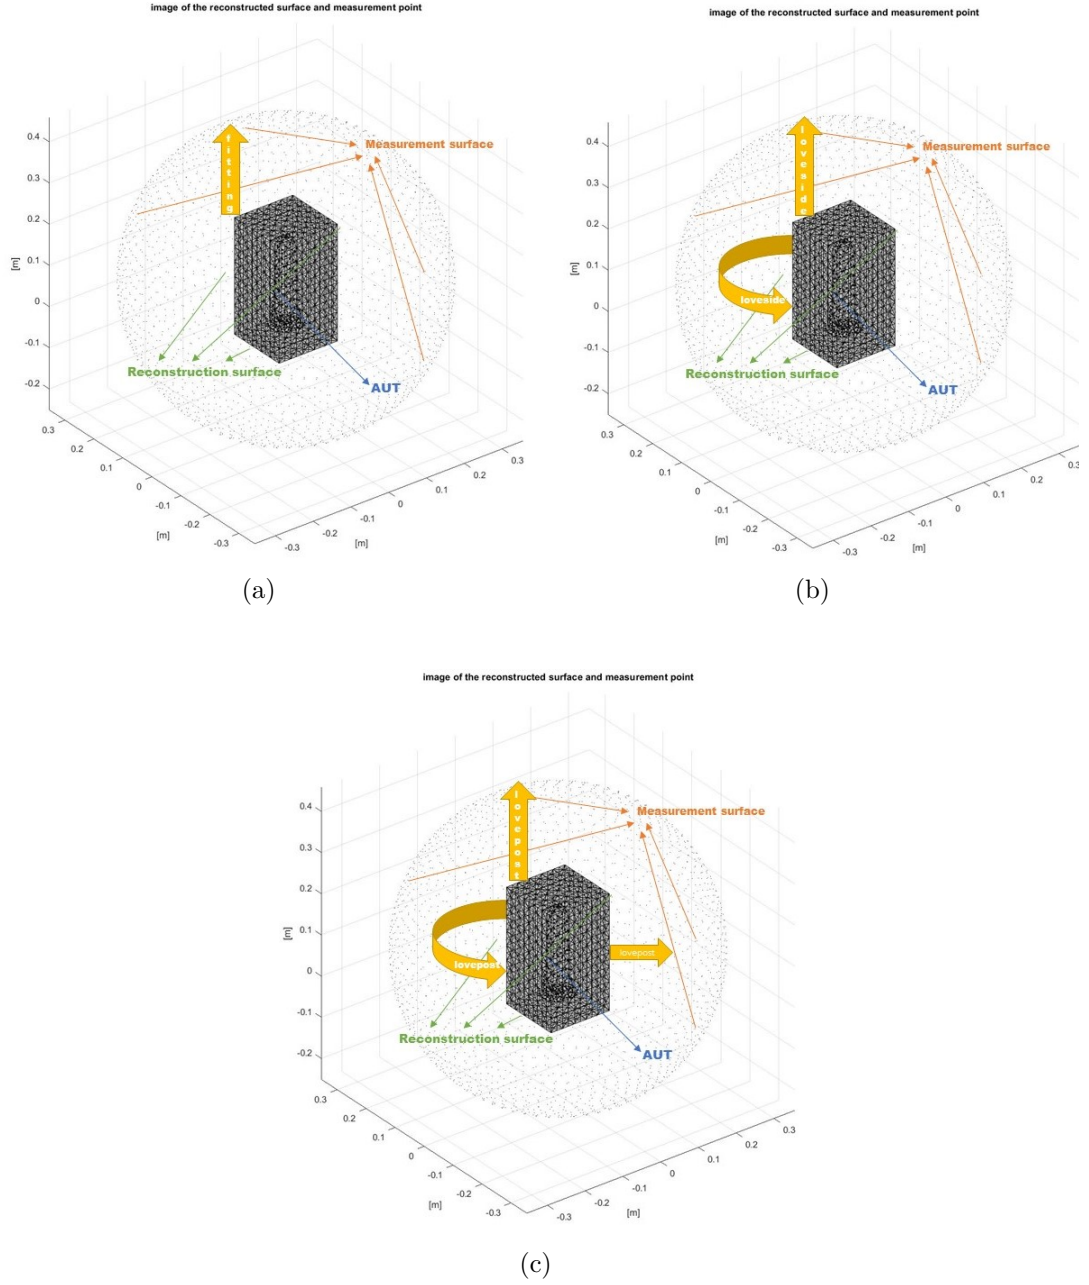 image of the reconstructed surface and measurement point
fitting
Measurement surface
Reconstruction surface
AUT
0.4
0.3
0.2
0.1
0
-0.1
-0.2
[m]
0.3
0.2
0.1
0
-0.1
-0.2
-0.3
[m]
-0.3
-0.2
-0.1
0
0.1
0.2
0.3
[m]
(a)
image of the reconstructed surface and measurement point
loveside
Measurement surface
loveside
Reconstruction surface
AUT
0.4
0.3
0.2
0.1
0
-0.1
-0.2
[m]
0.3
0.2
0.1
0
-0.1
-0.2
-0.3
[m]
-0.3
-0.2
-0.1
0
0.1
0.2
0.3
[m]
(b)
image of the reconstructed surface and measurement point
lovepost
Measurement surface
lovepost
lovepost
Reconstruction surface
AUT
0.4
0.3
0.2
0.1
0
-0.1
-0.2
[m]
0.3
0.2
0.1
0
-0.1
-0.2
-0.3
[m]
-0.3
-0.2
-0.1
0
0.1
0.2
0.3
[m]
(c)